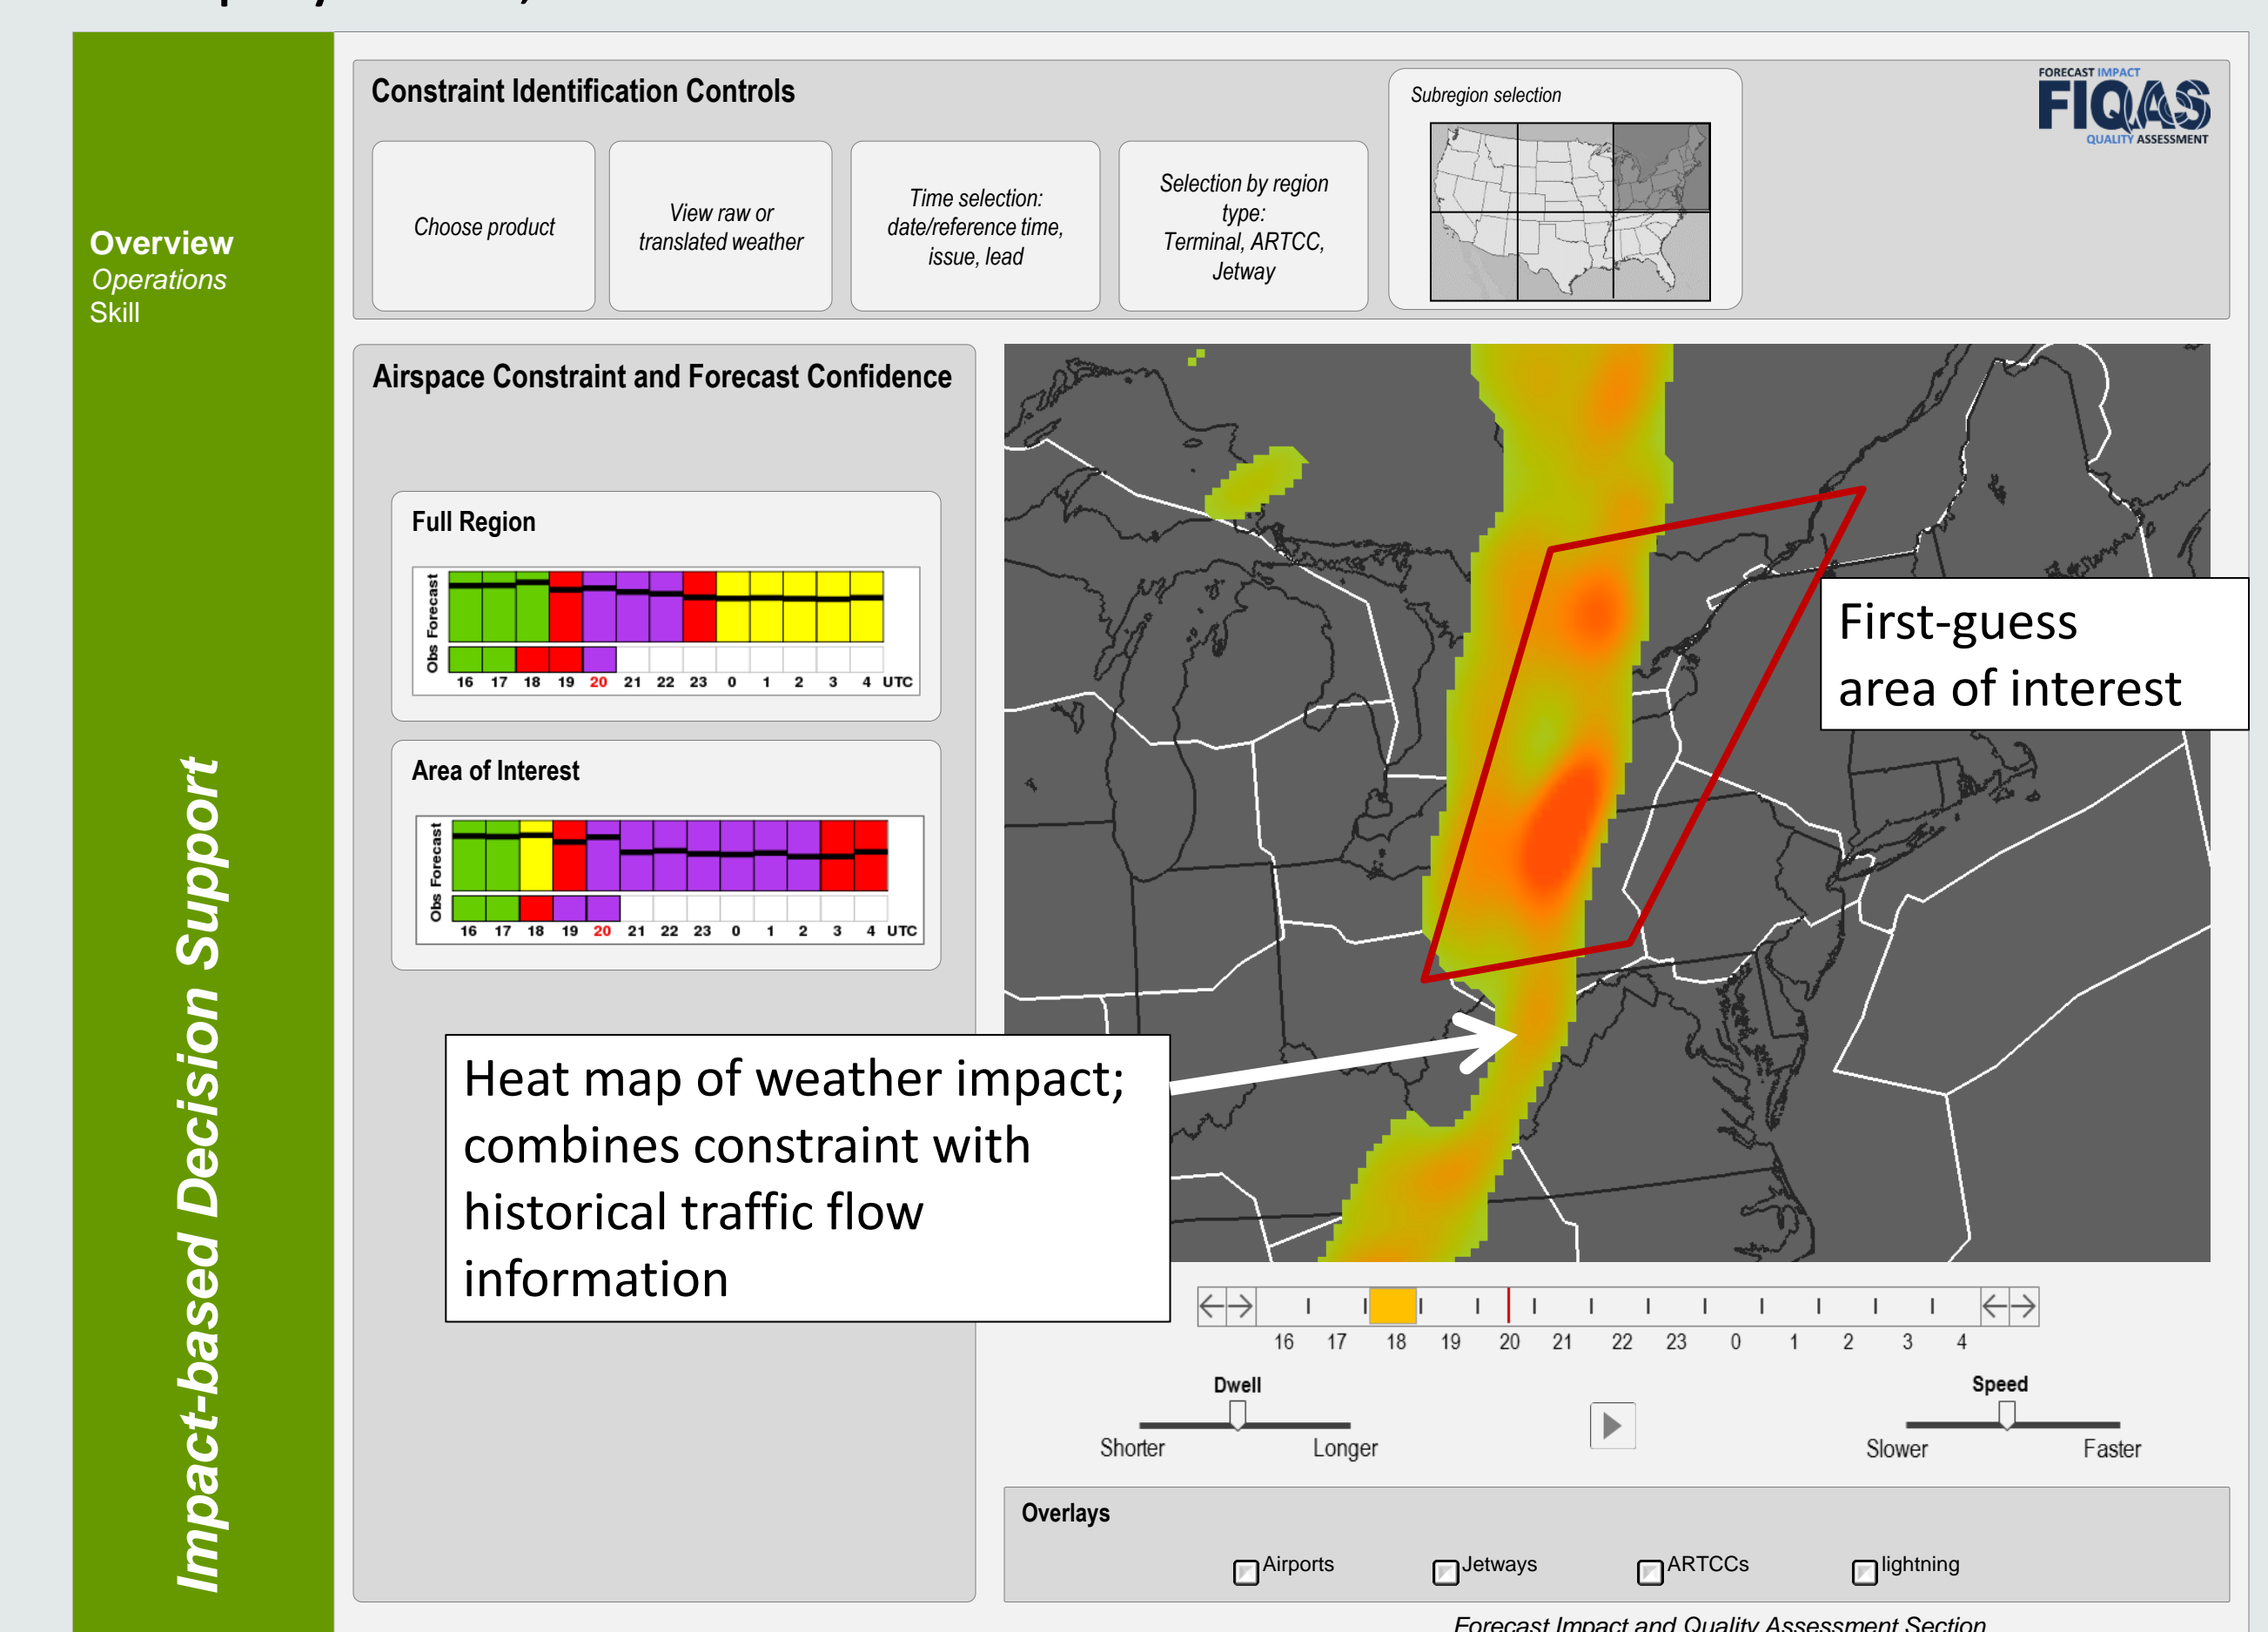 Constraint Identification Controls
Choose product
View raw or
translated weather
Time selection:
date/reference time,
issue, lead
Selection by region
type:
Terminal, ARTCC,
Jetway
Subregion selection
FORECAST IMPACT
FIQAS
QUALITY ASSESSMENT
Overview
Operations
Skill
Impact-based Decision Support
Airspace Constraint and Forecast Confidence
Full Region
Obs Forecast
16 17 18 19 20 21 22 23 0 1 2 3 4 UTC
Area of Interest
Obs Forecast
16 17 18 19 20 21 22 23 0 1 2 3 4 UTC
First-guess
area of interest
Heat map of weather impact;
combines constraint with
historical traffic flow
information
16 17 18 19 20 21 22 23 0 1 2 3 4
Dwell
Shorter Longer
Speed
Slower Faster
Overlays
Airports Jetways ARTCCs lightning
Forecast Impact and Quality Assessment Section